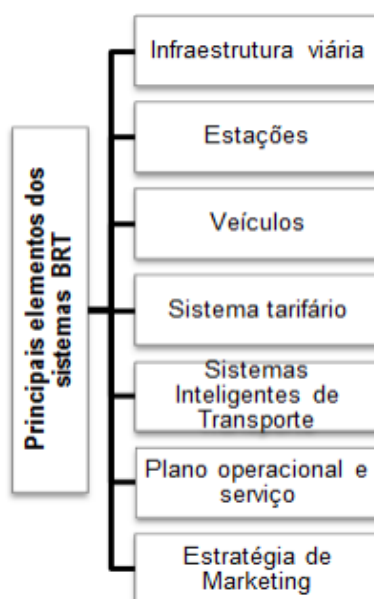 Principais elementos dos
sistemas BRT
Infraestrutura viária
Estações
Veículos
Sistema tarifário
Sistemas
Inteligentes de
Transporte
Plano operacional e
serviço
Estratégia de
Marketing